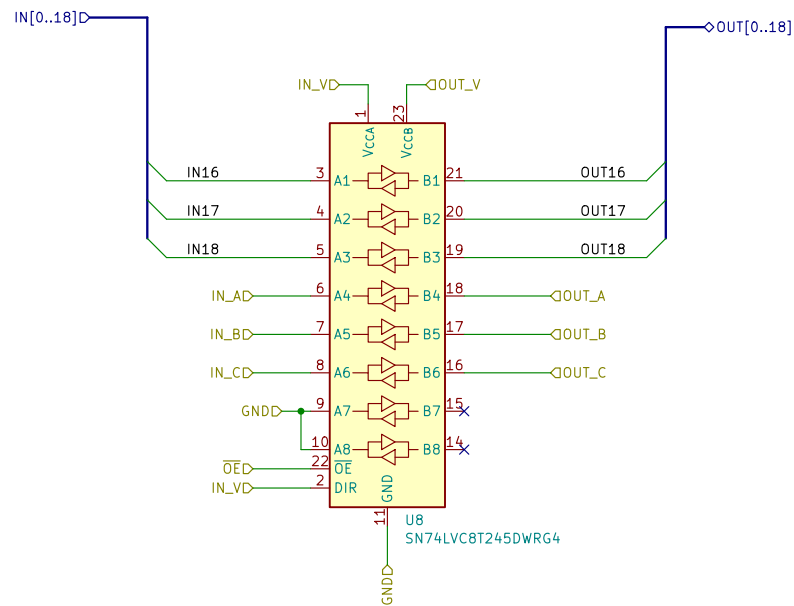 IN[0..18]
OUT[0..18]
IN_V
OUT_V
1
23
VCCA
VCCB
IN16 3 A1 B1 21 OUT16
IN17 4 A2 B2 20 OUT17
IN18 5 A3 B3 19 OUT18
IN_A 6 A4 B4 18 OUT_A
IN_B 7 A5 B5 17 OUT_B
IN_C 8 A6 B6 16 OUT_C
GND 9 A7 B7 15
10 A8 B8 14
OE 22 OE
IN_V 2 DIR
GND
11
U8
SN74LVC8T245DWRG4
GND